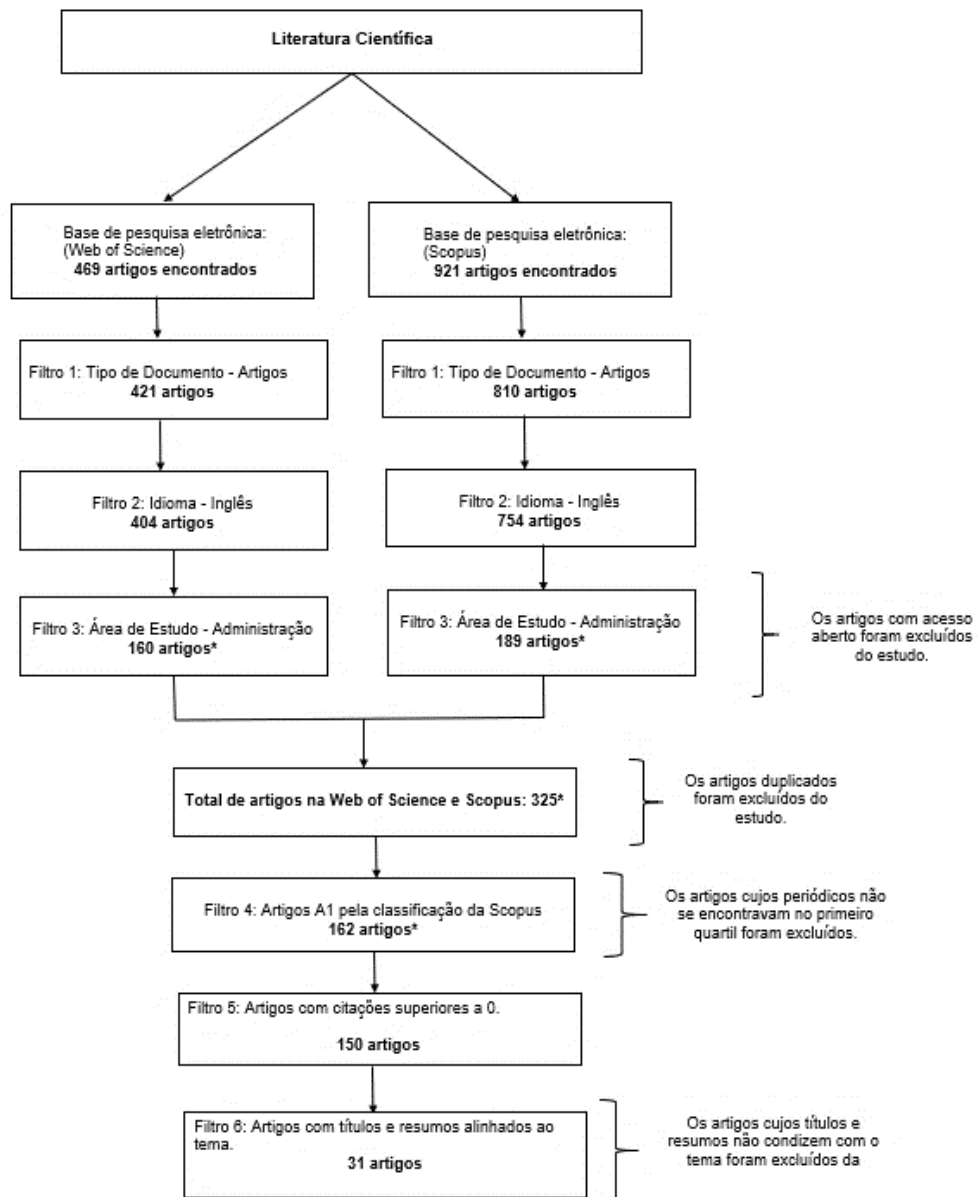 Literatura Científica
Base de pesquisa eletrônica:
(Web of Science)
469 artigos encontrados
Base de pesquisa eletrônica:
(Scopus)
921 artigos encontrados
Filtro 1: Tipo de Documento - Artigos
421 artigos
Filtro 1: Tipo de Documento - Artigos
810 artigos
Filtro 2: Idioma - Inglês
404 artigos
Filtro 2: Idioma - Inglês
754 artigos
Filtro 3: Área de Estudo - Administração
160 artigos*
Filtro 3: Área de Estudo - Administração
189 artigos*
Os artigos com acesso
aberto foram excluídos
do estudo.
Total de artigos na Web of Science e Scopus: 325*
Os artigos duplicados
foram excluídos do
estudo.
Filtro 4: Artigos A1 pela classificação da Scopus
162 artigos*
Os artigos cujos periódicos não
se encontravam no primeiro
quartil foram excluídos.
Filtro 5: Artigos com citações superiores a 0.
150 artigos
Filtro 6: Artigos com títulos e resumos alinhados ao
tema.
31 artigos
Os artigos cujos títulos e
resumos não condizem com o
tema foram excluídos da